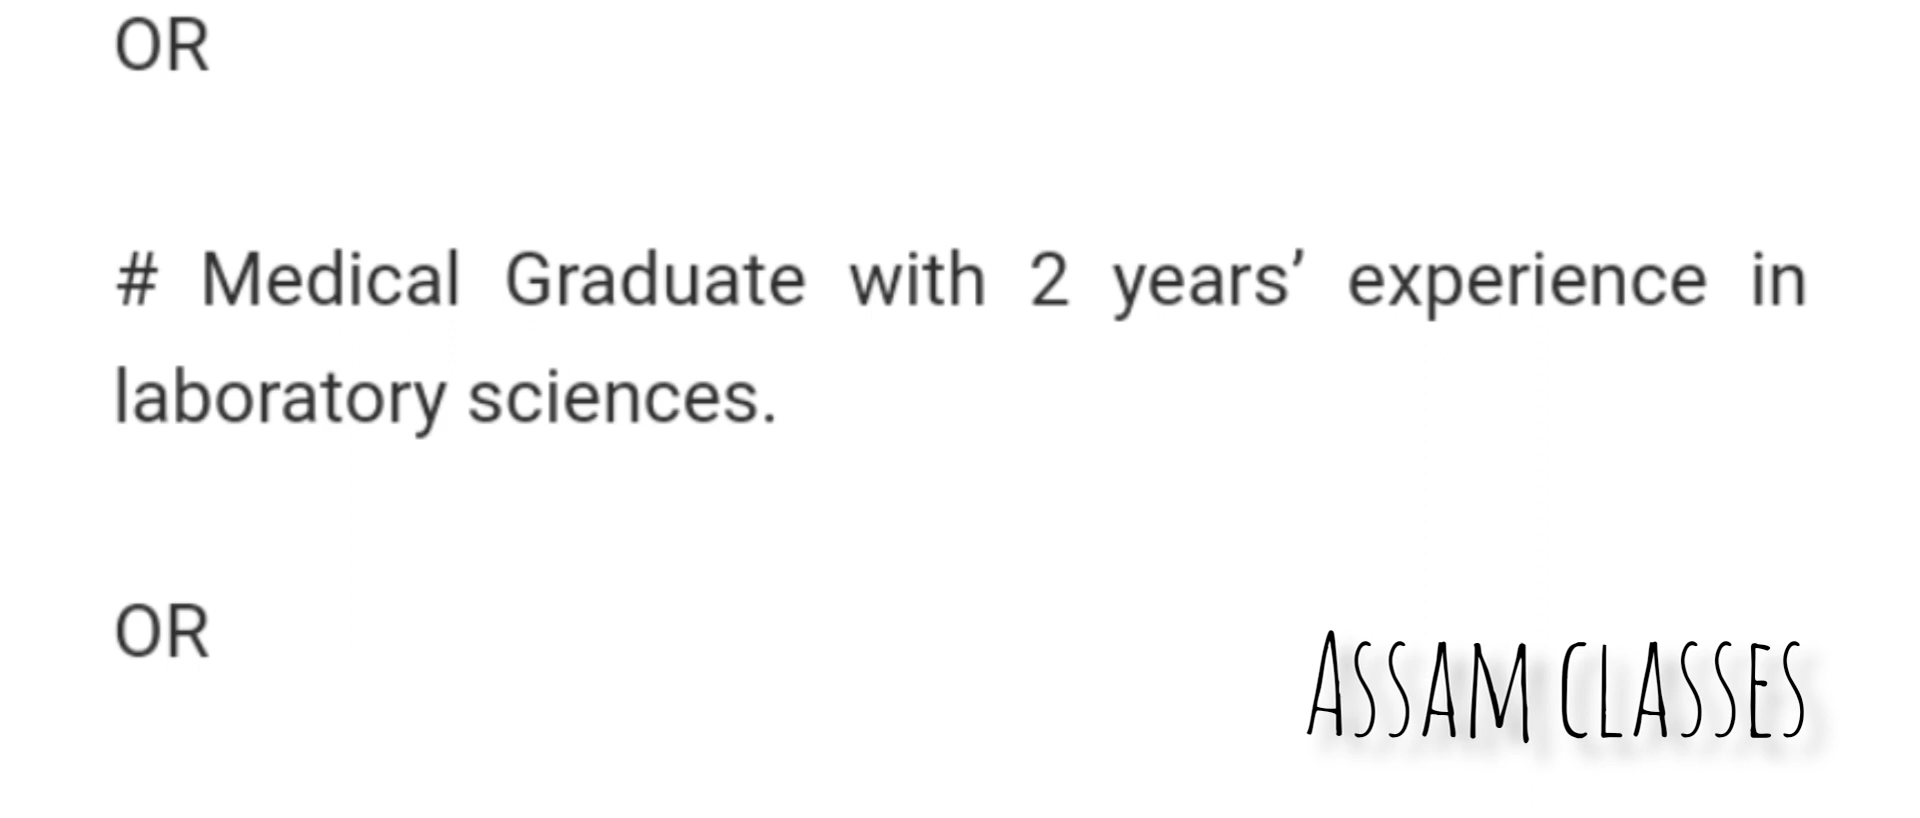 OR
# Medical Graduate with 2 years’ experience in
laboratory sciences.
OR
ASSAM CLASSES